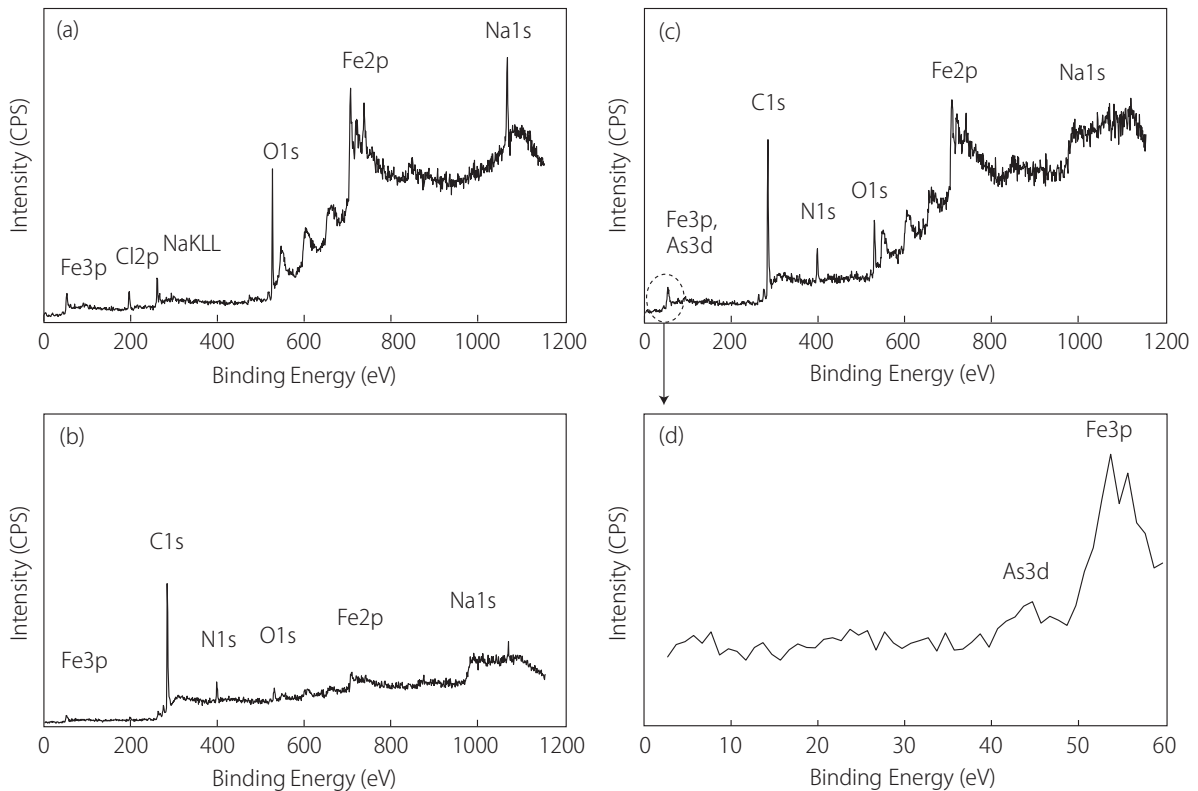 (a)
Na1s
Fe2p
O1s
NaKLL
Cl2p
Fe3p
Intensity (CPS)
0 200 400 600 800 1000 1200
Binding Energy (eV)
(c)
Na1s
Fe2p
C1s
O1s
N1s
Fe3p,
As3d
Intensity (CPS)
0 200 400 600 800 1000 1200
Binding Energy (eV)
(b)
C1s
Na1s
Fe2p
N1s
O1s
Fe3p
Intensity (CPS)
0 200 400 600 800 1000 1200
Binding Energy (eV)
(d)
Fe3p
As3d
Intensity (CPS)
0 10 20 30 40 50 60
Binding Energy (eV)